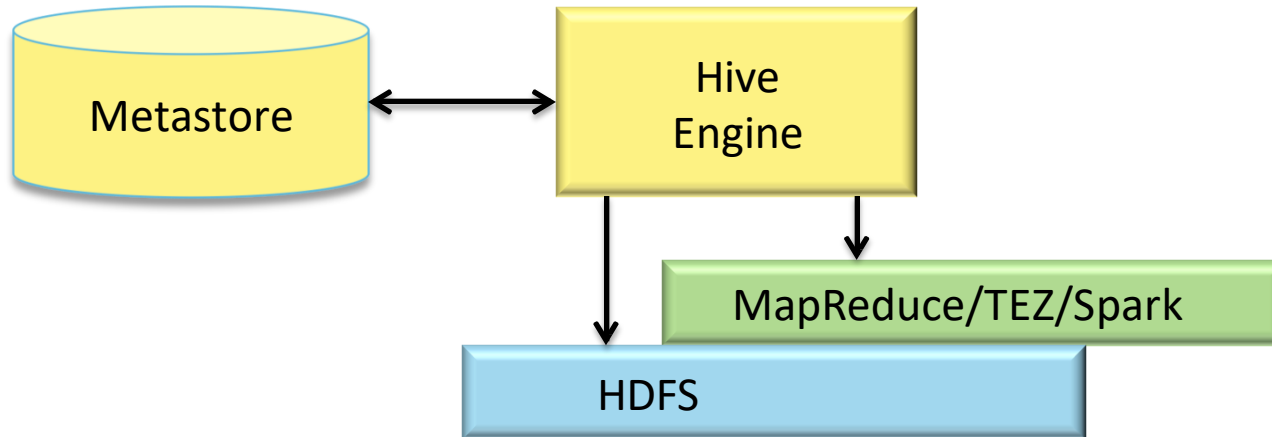 Metastore
Hive
Engine
MapReduce/TEZ/Spark
HDFS